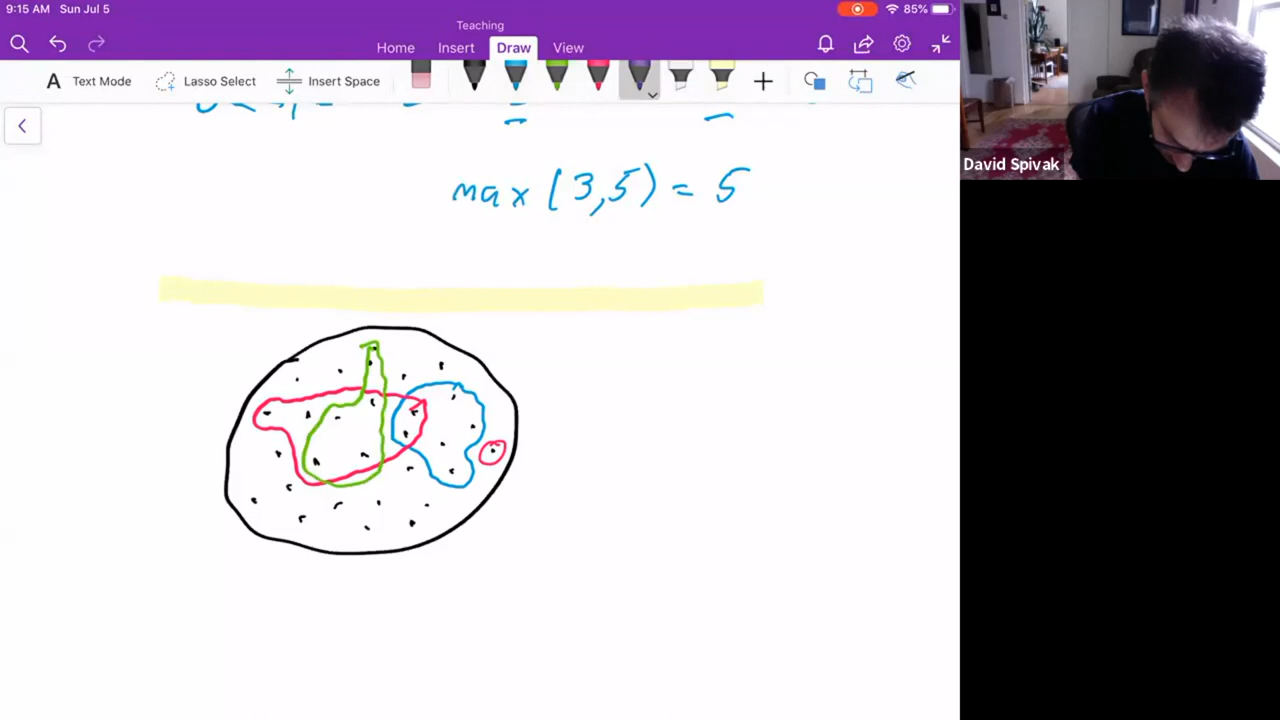 9:15 AM Sun Jul 5
85%
Teaching
Home Insert Draw View
A Text Mode Lasso Select Insert Space
David Spivak
max (3,5) = 5